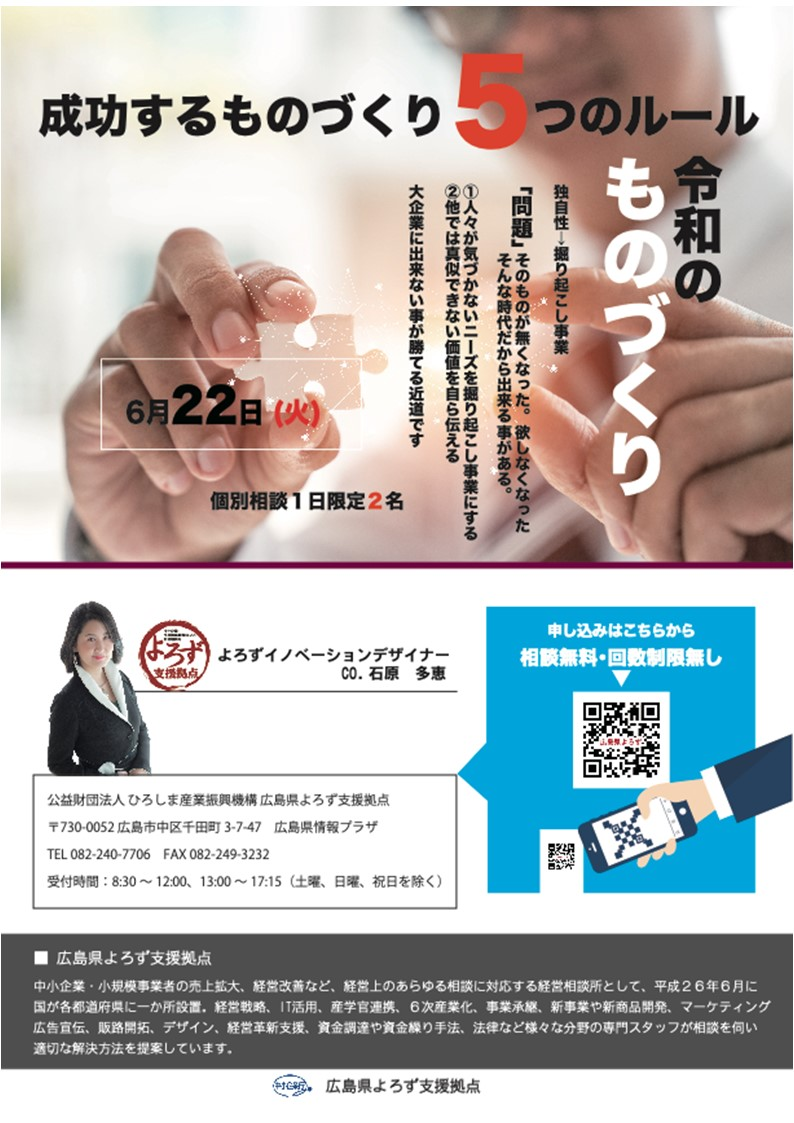 成功するものづくり5つのルール
令和の
ものづくり
独自性→掘り起こし事業
「問題」そのものが無くなった。欲しなくなった
そんな時代だから出来る事がある。
①人々が気づかないニーズを掘り起こし事業にする
②他では真似できない価値を自ら伝える
大企業に出来ない事が勝てる近道です
6月22日(火)
個別相談1日限定2名
よろず
支援拠点
よろずイノベーションデザイナー
CO. 石原 多恵
申し込みはこちらから
相談無料・回数制限無し
広島県よろず
公益財団法人 ひろしま産業振興機構 広島県よろず支援拠点
〒730-0052 広島市中区千田町 3-7-47 広島県情報プラザ
TEL 082-240-7706 FAX 082-249-3232
受付時間：8:30 ～ 12:00、13:00 ～ 17:15（土曜、日曜、祝日を除く）
■ 広島県よろず支援拠点
中小企業・小規模事業者の売上拡大、経営改善など、経営上のあらゆる相談に対応する経営相談所として、平成２６年６月に
国が各都道府県に一か所設置。経営戦略、IT活用、産学官連携、６次産業化、事業承継、新事業や新商品開発、マーケティング
広告宣伝、販路開拓、デザイン、経営革新支援、資金調達や資金繰り手法、法律など様々な分野の専門スタッフが相談を伺い
適切な解決方法を提案しています。
広島県よろず支援拠点